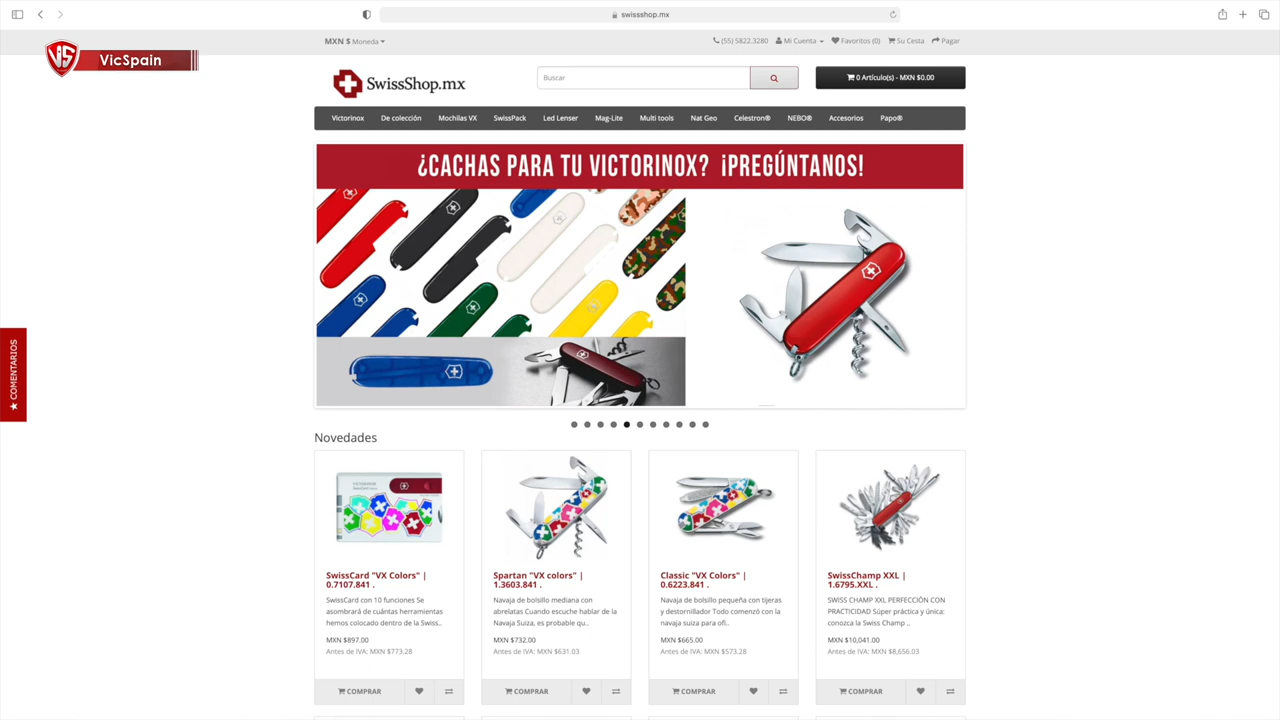 swissshop.mx
VS VicSpain
MXN $ Moneda
(55) 5822.3280 Mi Cuenta Favoritos (0) Su Cesta Pagar
SwissShop.mx
Buscar
0 Artículo(s) - MXN $0.00
Victorinox De colección Mochilas VX SwissPack Led Lenser Mag-Lite Multi tools Nat Geo Celestron® NEBO® Accesorios Papo®
¿CACHAS PARA TU VICTORINOX? ¡PREGÚNTANOS!
★ COMENTARIOS
Novedades
SwissCard "VX Colors" |
0.7107.841 .
SwissCard con 10 funciones Se
asombrará de cuántas herramientas
hemos colocado dentro de la Swiss..
MXN $897.00
Antes de IVA: MXN $773,28
COMPRAR
Spartan "VX colors" |
1.3603.841 .
Navaja de bolsillo mediana con
abrelatas Cuando escuche hablar de la
Navaja Suiza, es probable qu..
MXN $732.00
Antes de IVA: MXN $631.03
COMPRAR
Classic "VX Colors" |
0.6223.841 .
Navaja de bolsillo pequeña con tijeras
y destornillador Todo comenzó con la
navaja suiza para ofi..
MXN $665.00
Antes de IVA: MXN $573,28
COMPRAR
SwissChamp XXL |
1.6795.XXL .
SWISS CHAMP XXL PERFECCIÓN CON
PRACTICIDAD Súper práctica y única:
conozca la Swiss Champ ..
MXN $10,041.00
Antes de IVA: MXN $8,656.03
COMPRAR